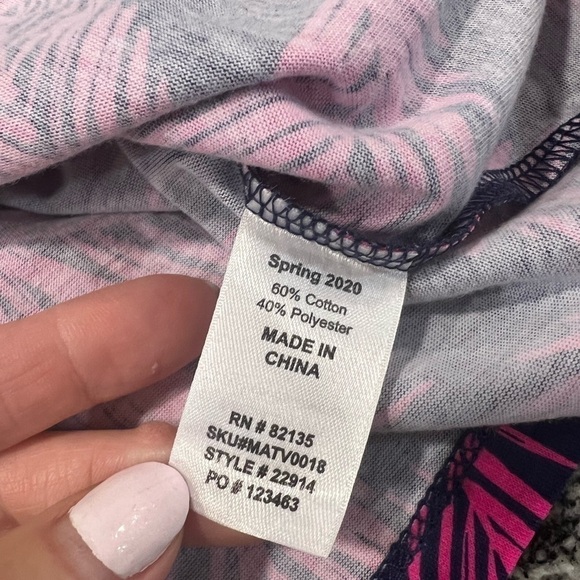 Spring 2020
60% Cotton
40% Polyester
MADE IN
CHINA
RN # 82135
SKU#MATV0018
STYLE # 22914
PO # 123463